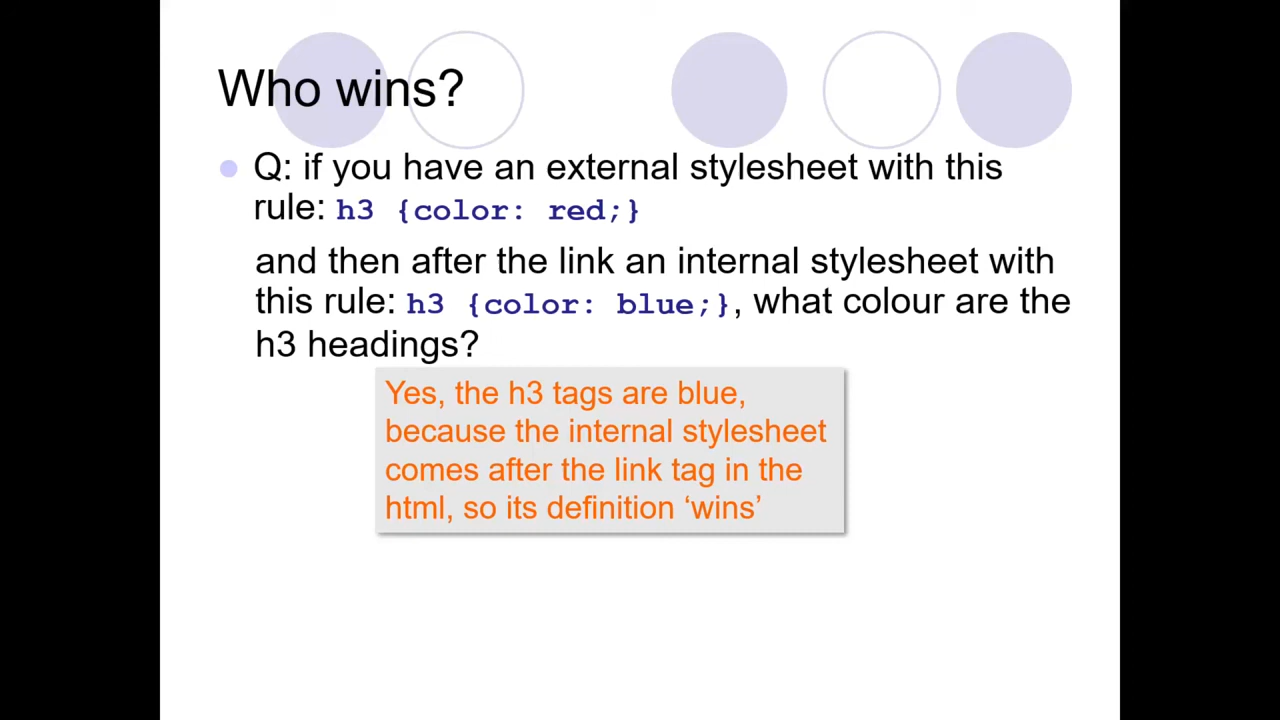 Who wins?
Q: if you have an external stylesheet with this
rule: h3 {color: red;}
and then after the link an internal stylesheet with
this rule: h3 {color: blue;}, what colour are the
h3 headings?
Yes, the h3 tags are blue,
because the internal stylesheet
comes after the link tag in the
html, so its definition ‘wins’